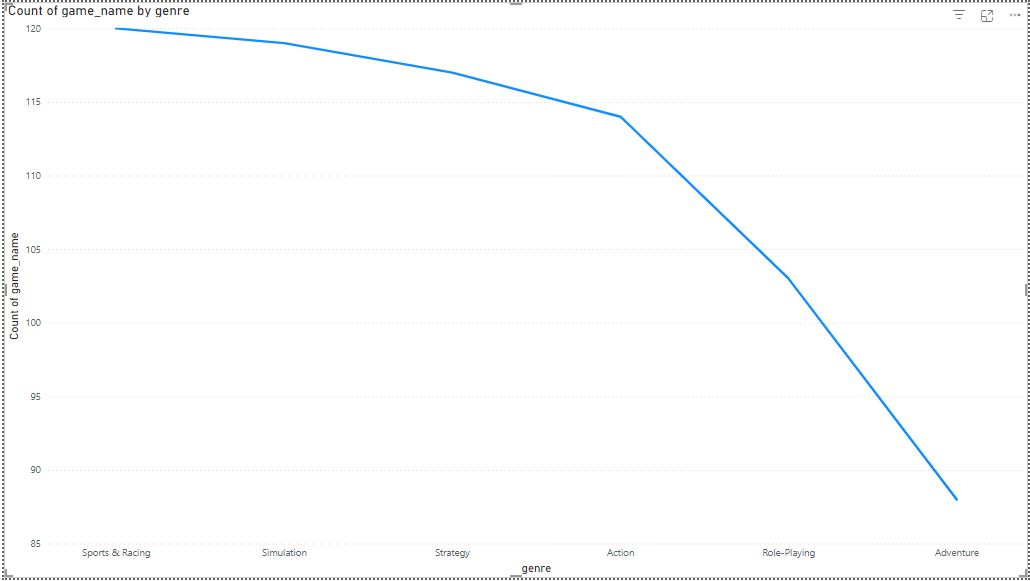 Count of game_name by genre
120
115
110
105
100
95
90
85
Count of game_name
Sports & Racing
Simulation
Strategy
Action
Role-Playing
Adventure
genre